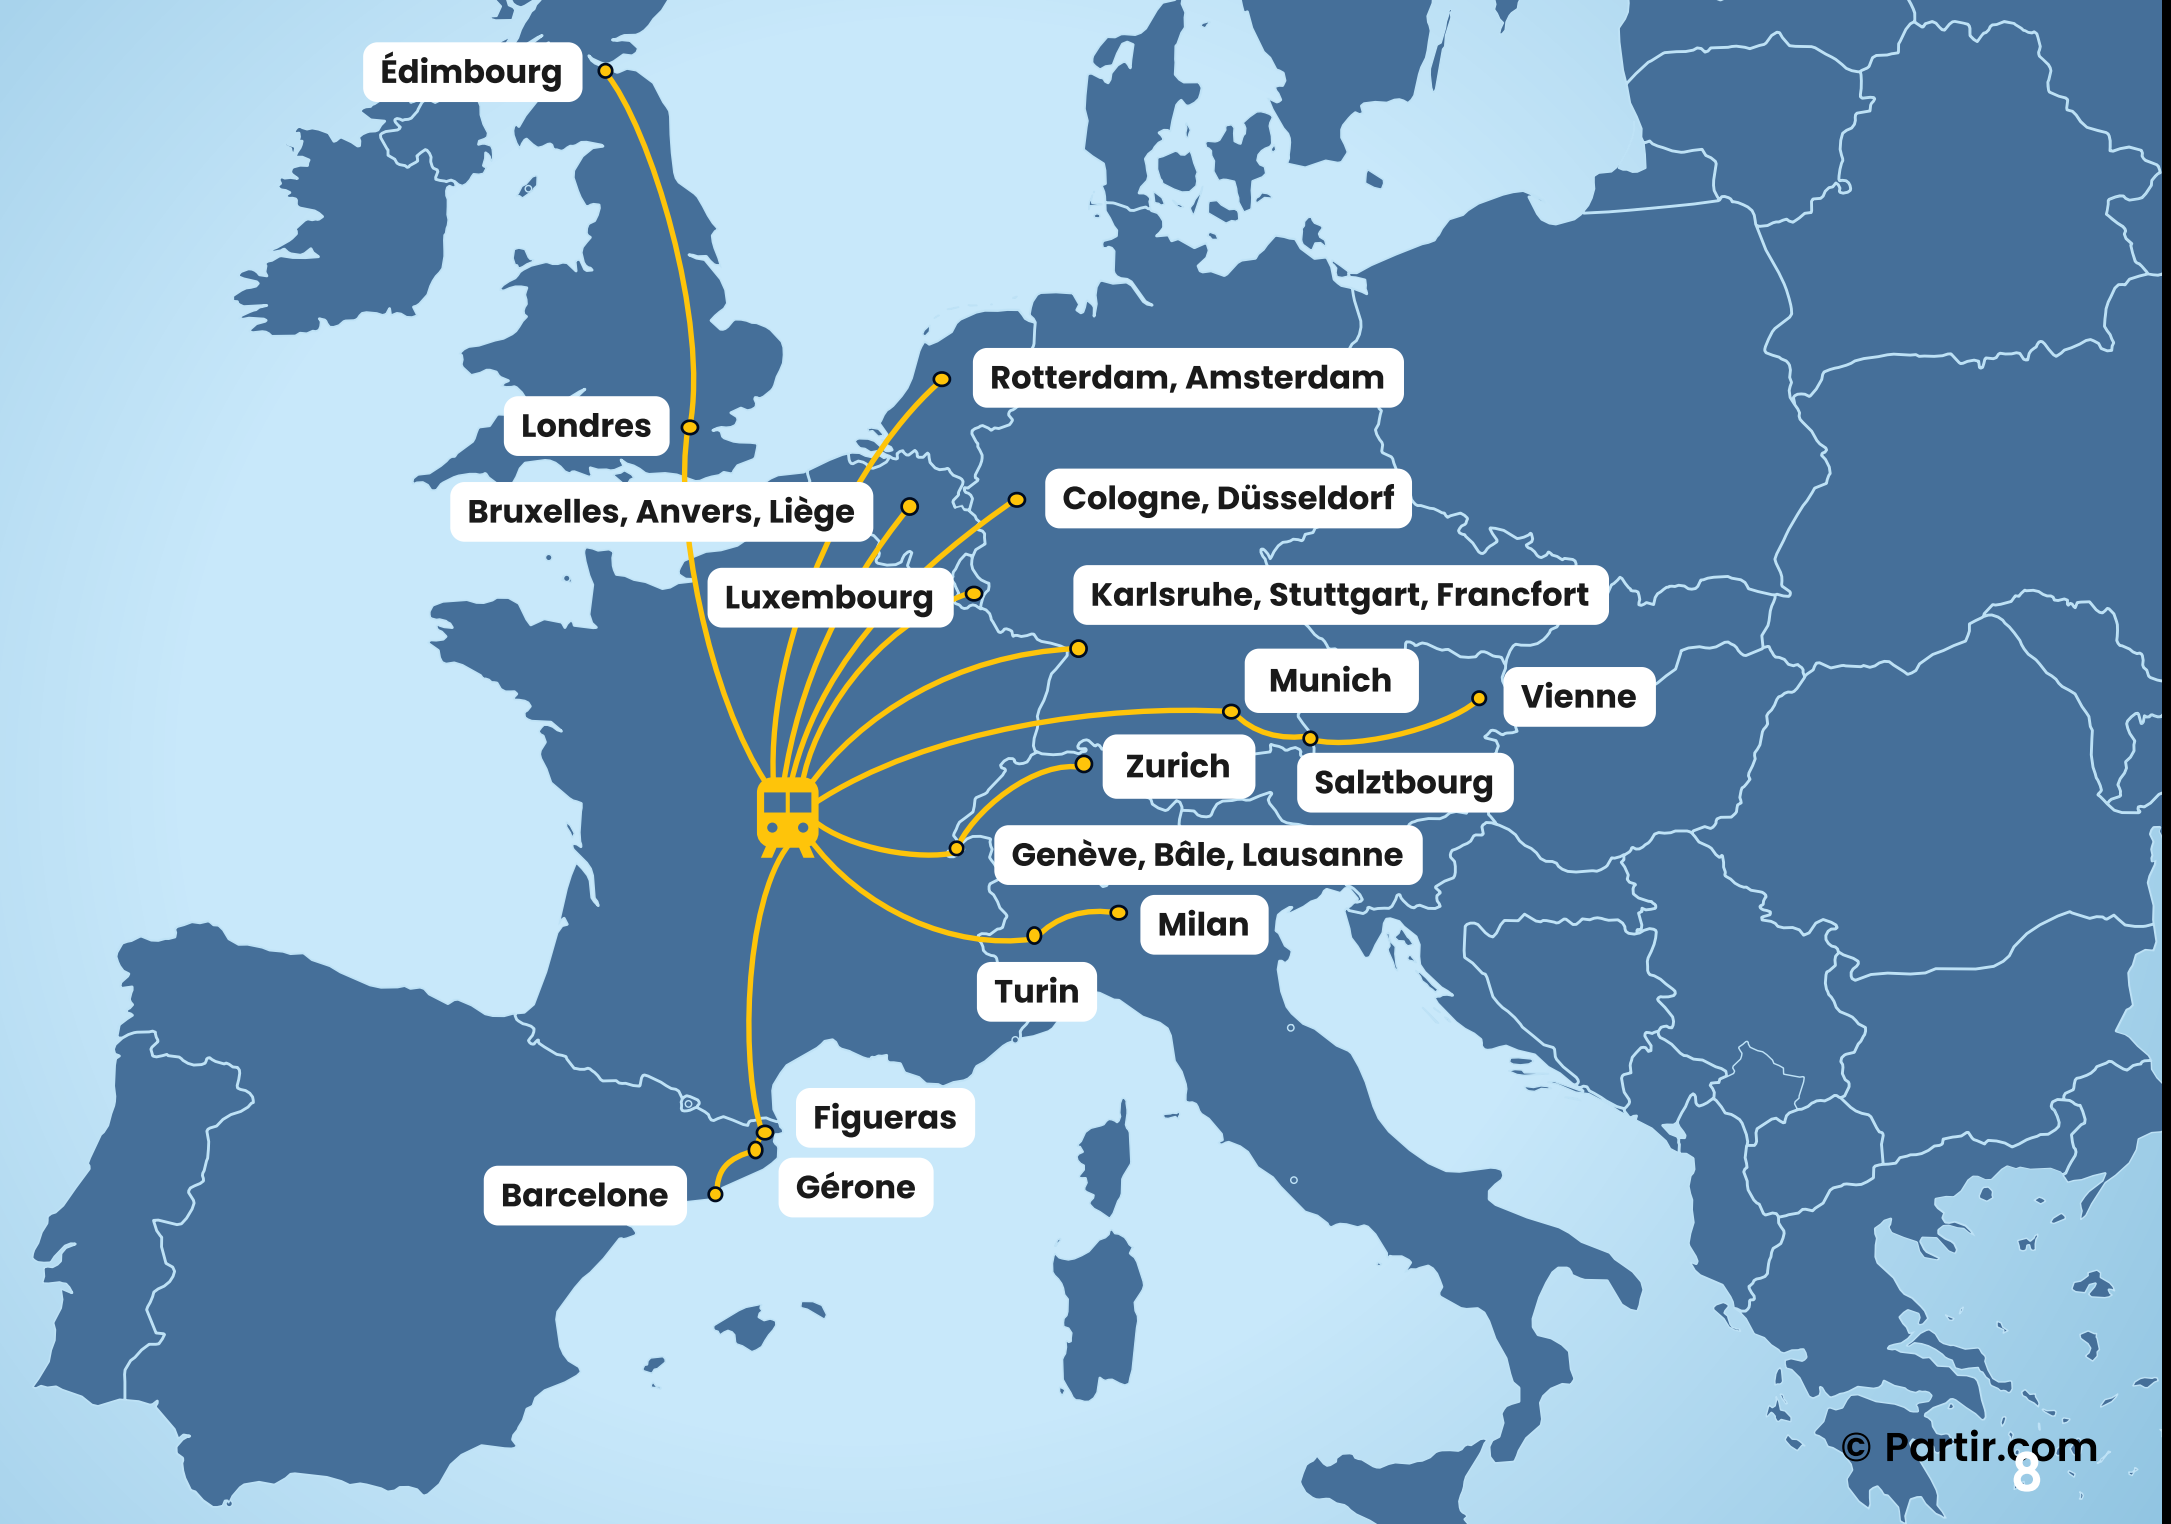 Édimbourg
Rotterdam, Amsterdam
Londres
Cologne, Düsseldorf
Bruxelles, Anvers, Liège
Karlsruhe, Stuttgart, Francfort
Luxembourg
Munich
Vienne
Zurich
Salztbourg
Genève, Bâle, Lausanne
Milan
Turin
Figueras
Gérone
Barcelone
© Partir.com
8